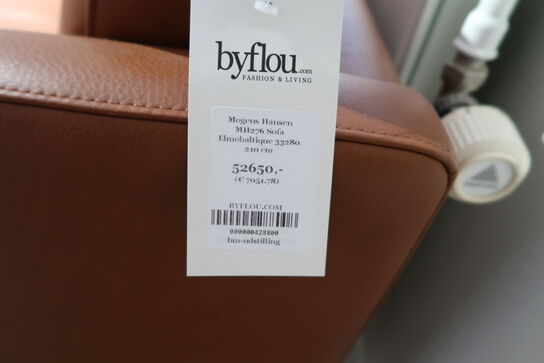 byflou.com
FASHION & LIVING
Mogens Hansen
MH276 Sofa
Elmobaltique 33280
210 cm
52650,-
(€ 7051.78)
BYFLOU.COM
000000428800
hm-udstilling